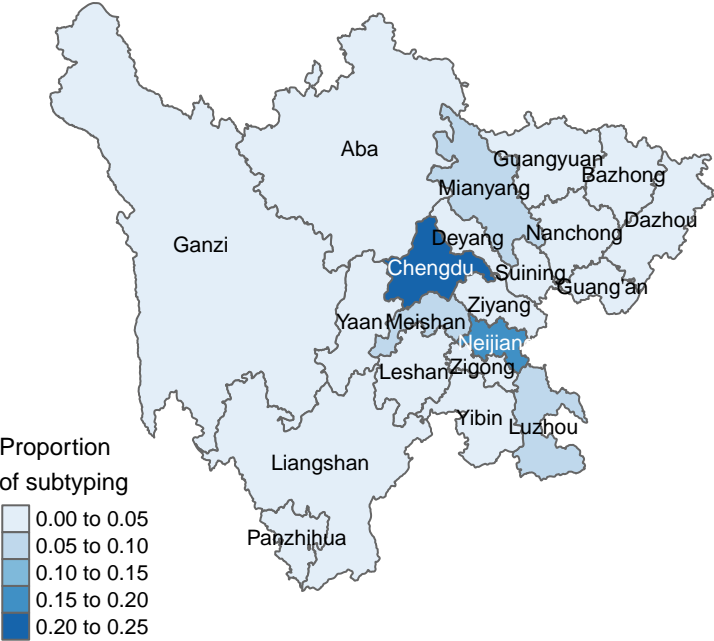 Aba
Guangyuan
Bazhong
Mianyang
Dazhou
Nanchong
Deyang
Ganzi
Chengdu
Suining
Guang'an
Ziyang
Yaan
Meishan
Neijian
Zigong
Leshan
Yibin
Luzhou
Liangshan
Panzhihua
Proportion
of subtyping
0.00 to 0.05
0.05 to 0.10
0.10 to 0.15
0.15 to 0.20
0.20 to 0.25